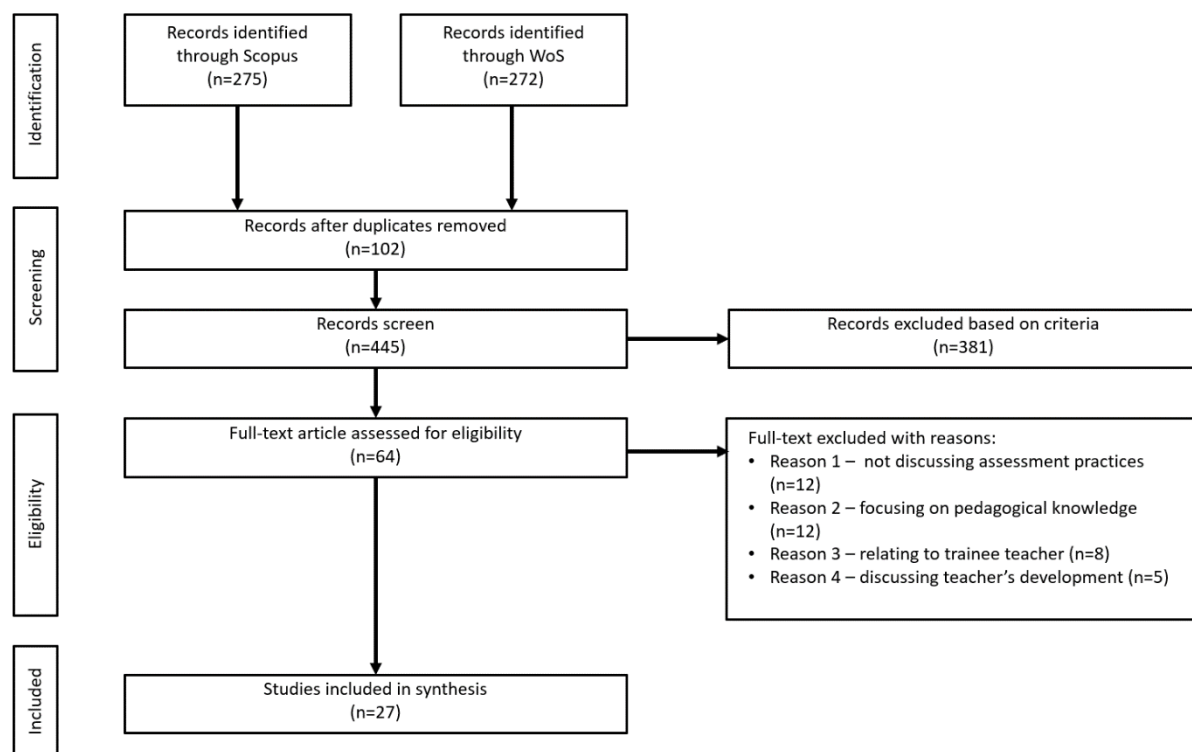 Identification
Records identified
through Scopus
(n=275)
Records identified
through WoS
(n=272)
Screening
Records after duplicates removed
(n=102)
Records screen
(n=445)
Records excluded based on criteria
(n=381)
Eligibility
Full-text article assessed for eligibility
(n=64)
Full-text excluded with reasons:
• Reason 1 – not discussing assessment practices
(n=12)
• Reason 2 – focusing on pedagogical knowledge
(n=12)
• Reason 3 – relating to trainee teacher (n=8)
• Reason 4 – discussing teacher’s development (n=5)
Included
Studies included in synthesis
(n=27)